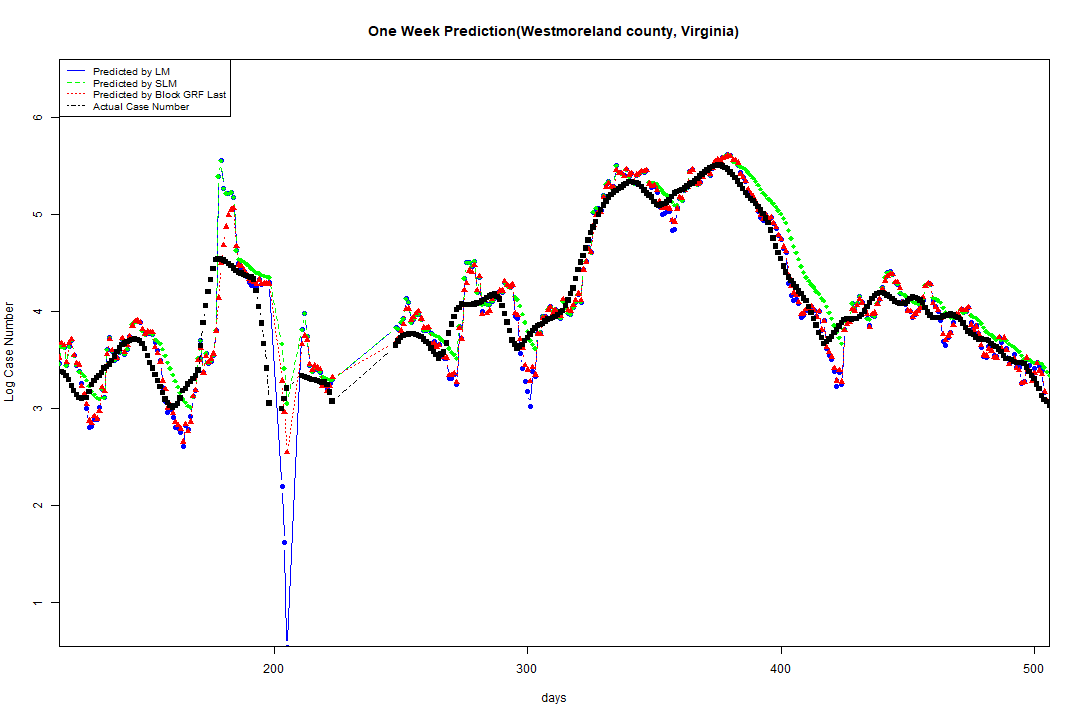 One Week Prediction(Westmoreland county, Virginia)
Predicted by LM
Predicted by SLM
Predicted by Block GRF Last
Actual Case Number
Log Case Number
6
5
4
3
2
1
200
300
400
500
days